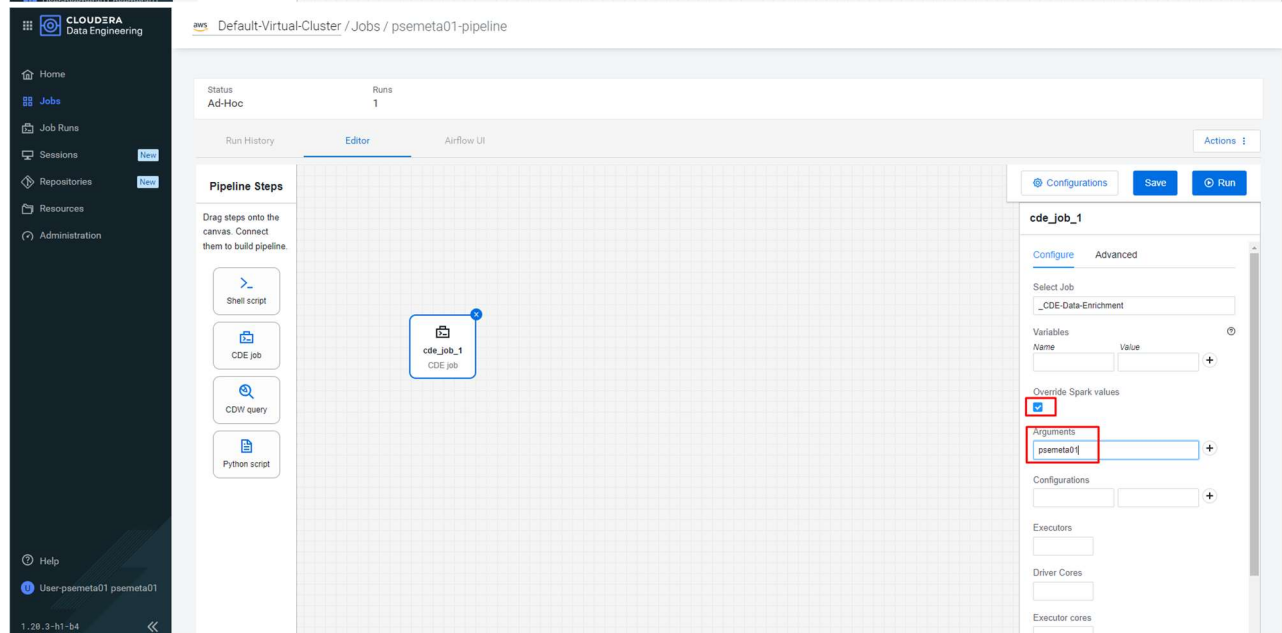 CLOUDERA
Data Engineering
Home
Jobs
Job Runs
Sessions New
Repositories New
Resources
Administration
Help
U User-psemeta01 psemeta01
1.20.3-h1-b4
aws Default-Virtual-Cluster / Jobs / psemeta01-pipeline
Status Runs
Ad-Hoc 1
Run History Editor Airflow UI Actions
Pipeline Steps
Drag steps onto the
canvas. Connect
them to build pipeline.
Shell script
CDE job
CDW query
Python script
cde_job_1
CDE job
Configurations Save Run
cde_job_1
Configure Advanced
Select Job
_CDE-Data-Enrichment
Variables
Name Value
Override Spark values
Arguments
psemeta01
Configurations
Executors
Driver Cores
Executor cores